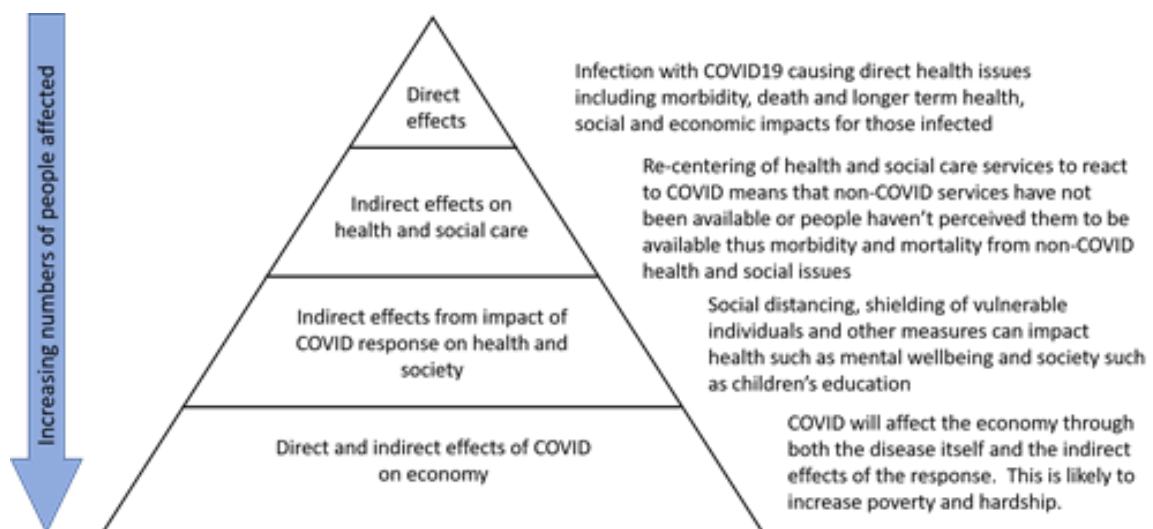 Increasing numbers of people affected
Direct
effects
Infection with COVID19 causing direct health issues
including morbidity, death and longer term health,
social and economic impacts for those infected
Indirect effects on
health and social care
Re-centering of health and social care services to react
to COVID means that non-COVID services have not
been available or people haven't perceived them to be
available thus morbidity and mortality from non-COVID
health and social issues
Indirect effects from impact of
COVID response on health and
society
Social distancing, shielding of vulnerable
individuals and other measures can impact
health such as mental wellbeing and society such
as children's education
Direct and indirect effects of COVID
on economy
COVID will affect the economy through
both the disease itself and the indirect
effects of the response.  This is likely to
increase poverty and hardship.